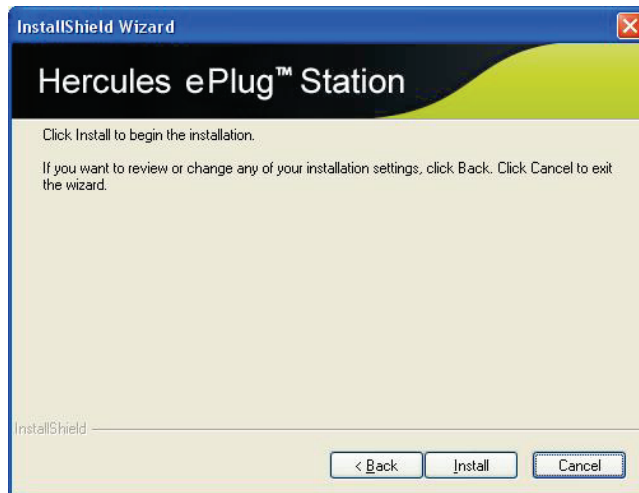 InstallShield Wizard
Hercules ePlug™ Station
Click Install to begin the installation.
If you want to review or change any of your installation settings, click Back. Click Cancel to exit
the wizard.
InstallShield
< Back
Install
Cancel